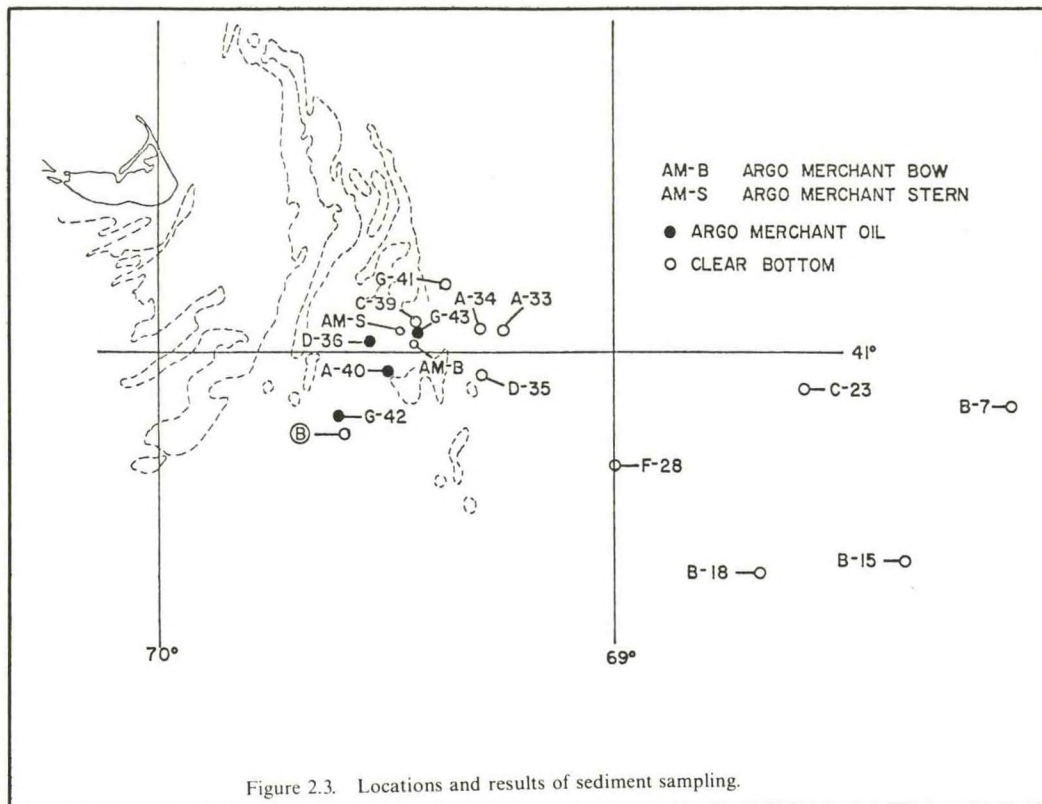 AM-B ARGO MERCHANT BOW
AM-S ARGO MERCHANT STERN
● ARGO MERCHANT OIL
○ CLEAR BOTTOM
G-41
A-34
A-33
C-39
G-43
AM-S
D-36
41°
AM-B
A-40
D-35
C-23
B-7
G-42
B
F-28
B-15
B-18
70°
69°
Figure 2.3. Locations and results of sediment sampling.